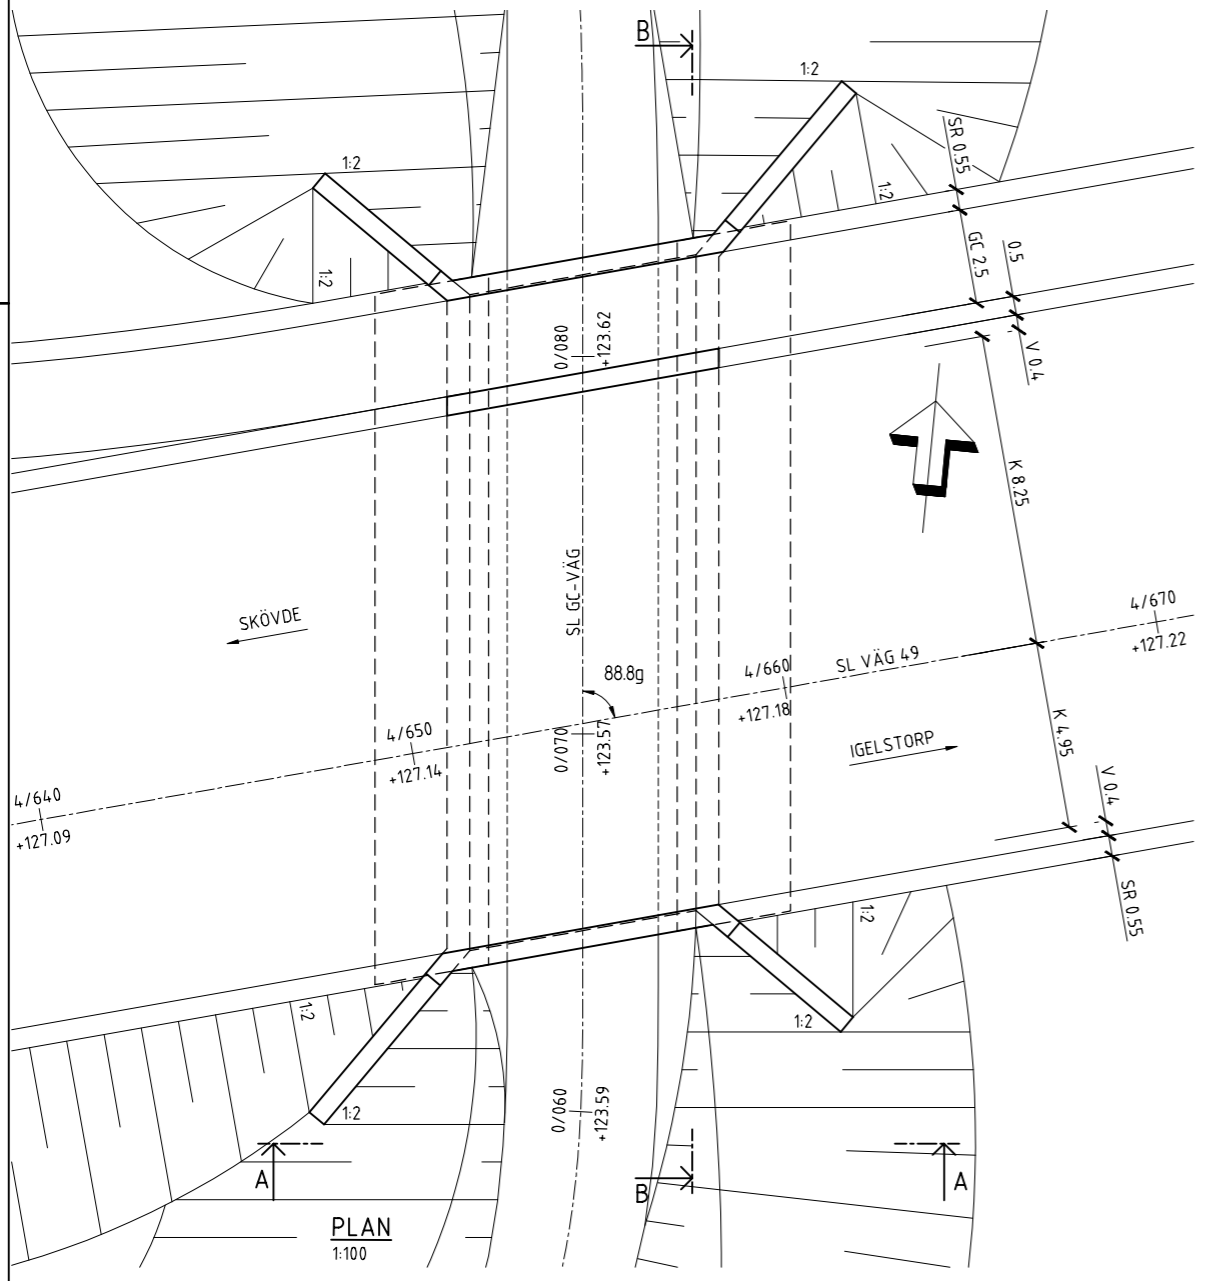 B
1:2
1:2
SR 0.55
1:2
1:2
GC 2.5
0.5
0/080
+123.62
V 0.4
K 8.25
SL GC-VÄG
SKÖVDE
4/670
+127.22
88.8g
4/660
+127.18
SL VÄG 49
4/650
+127.14
0/070
+123.57
K 4.95
IGELSTORP
4/640
+127.09
V 0.4
SR 0.55
1:2
1:2
1:2
1:2
0/060
+123.59
A
B
A
PLAN
1:100